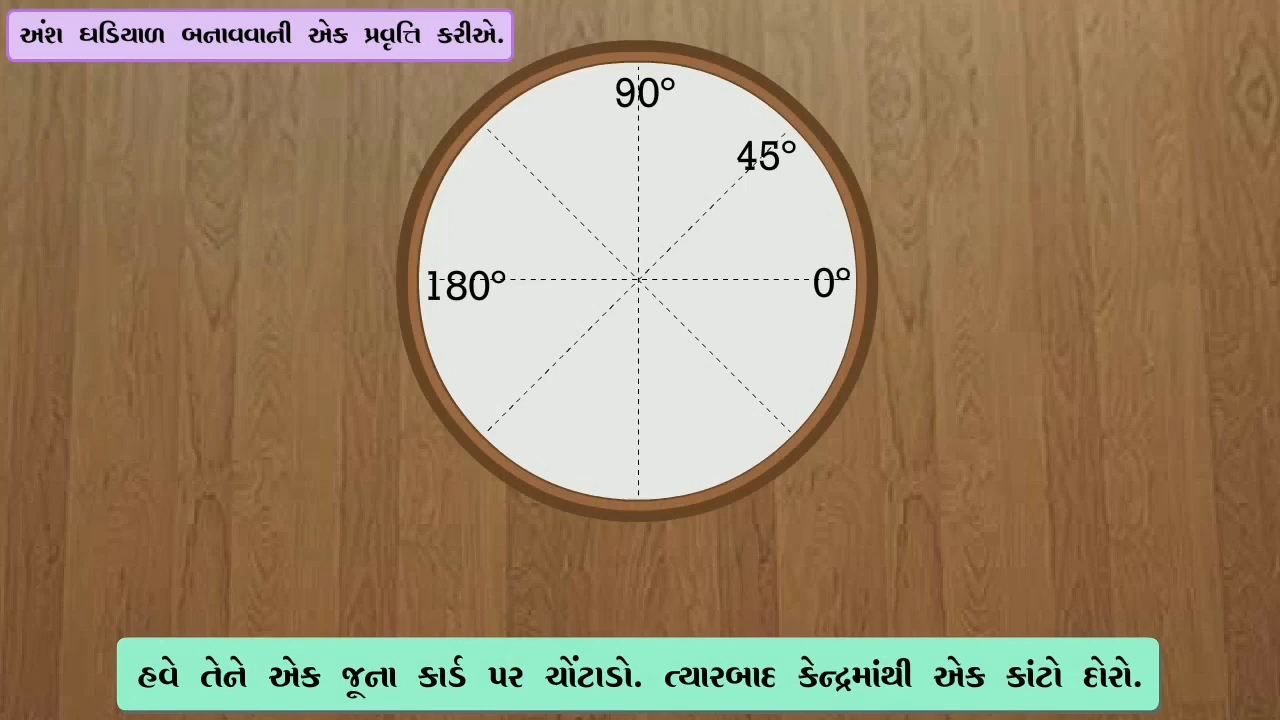 અંશ ઘડિયાળ બનાવવાની એક પ્રવૃત્તિ કરીએ.
90°
45°
180°
0°
હવે તેને એક જૂના કાર્ડ પર ચોંટાડો. ત્યારબાદ કેન્દ્રમાંથી એક કાંટો દોરો.